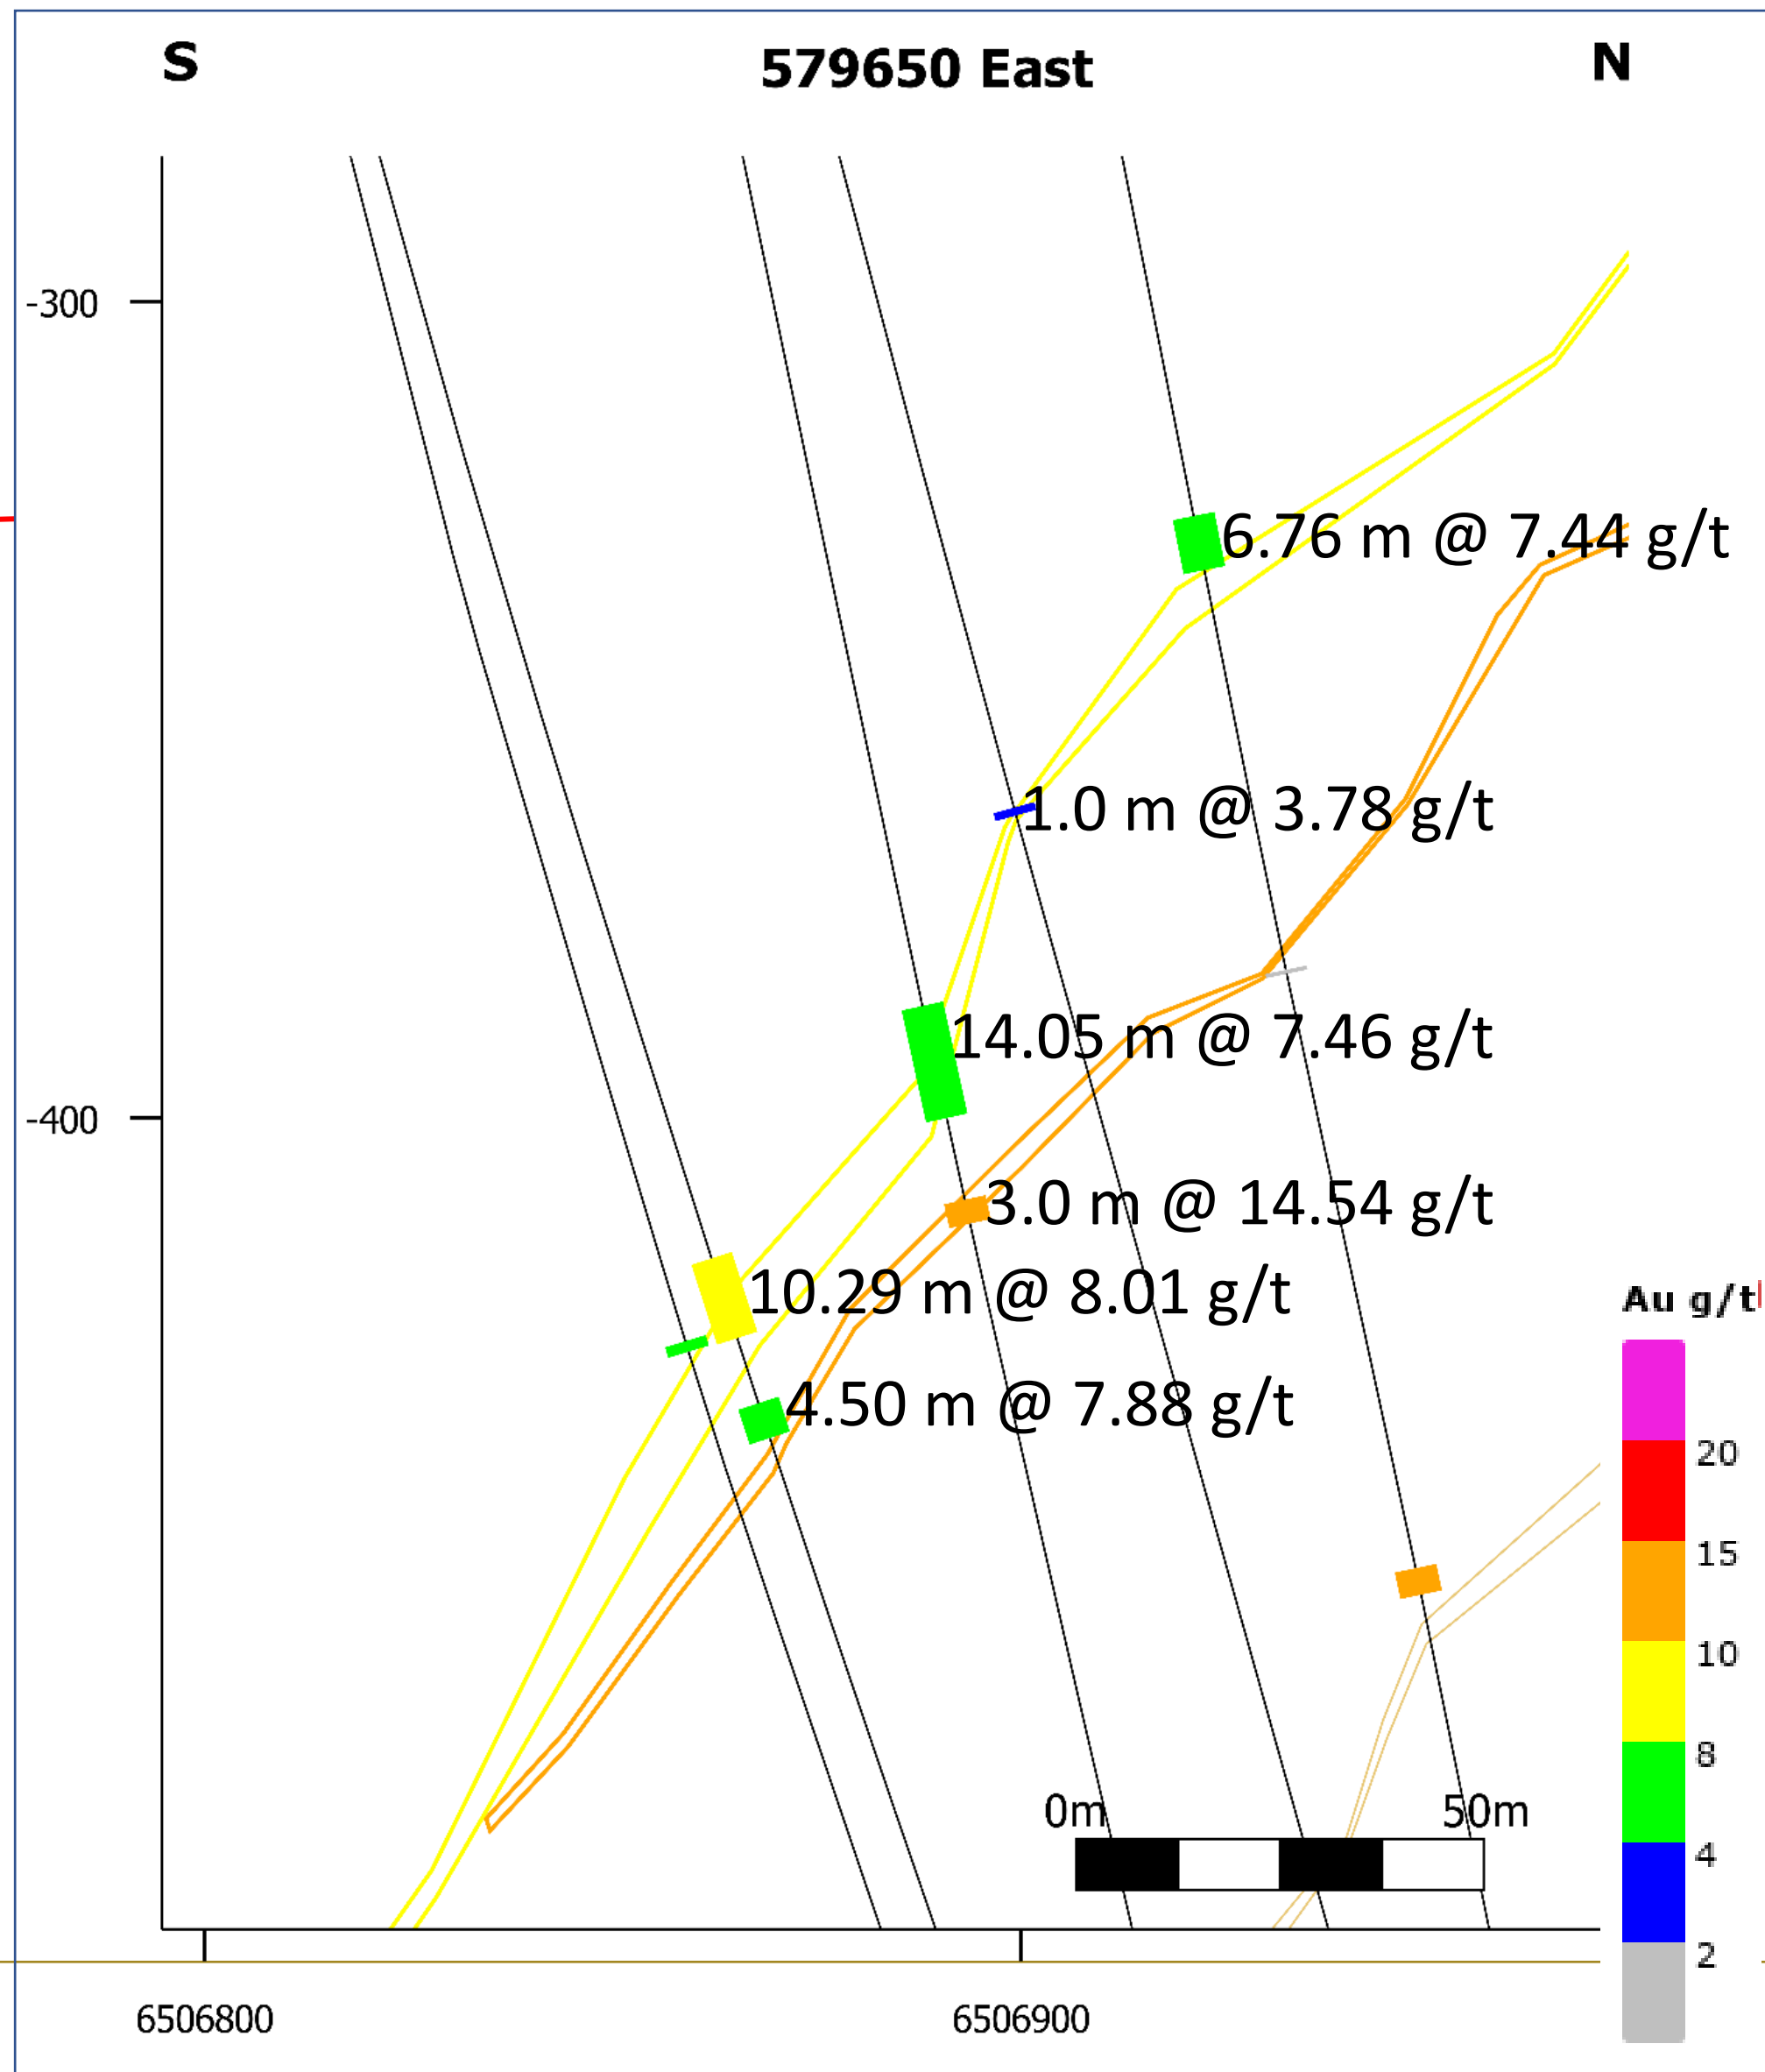 S 579650 East N
-300
6.76 m @ 7.44 g/t
1.0 m @ 3.78 g/t
14.05 m @ 7.46 g/t
-400
3.0 m @ 14.54 g/t
10.29 m @ 8.01 g/t
4.50 m @ 7.88 g/t
Au g/t
20
15
10
8
4
2
0m 50m
6506800 6506900